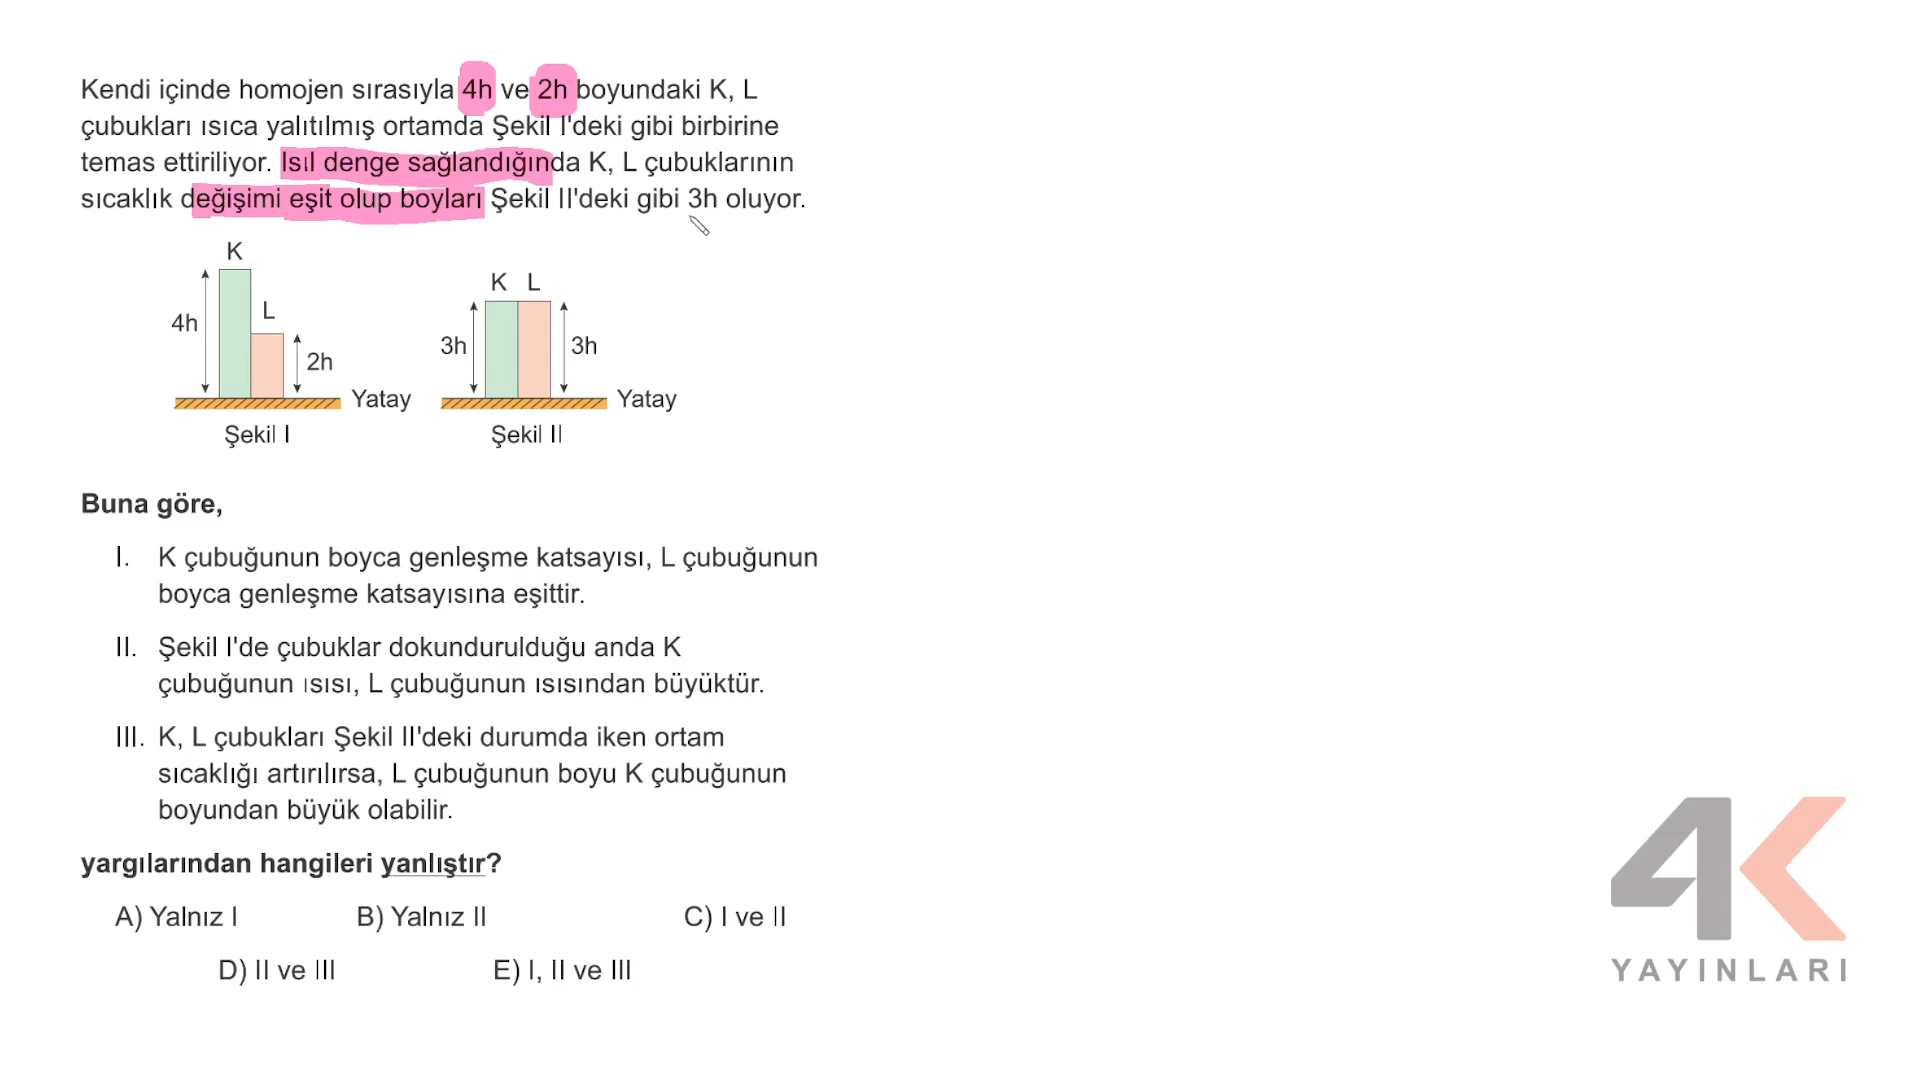 Kendi içinde homojen sırasıyla 4h ve 2h boyundaki K, L
çubukları ısıca yalıtılmış ortamda Şekil I'deki gibi birbirine
temas ettiriliyor. Isıl denge sağlandığında K, L çubuklarının
sıcaklık değişimi eşit olup boyları Şekil II'deki gibi 3h oluyor.
K
L
4h
2h
Yatay
Şekil I
K L
3h
3h
Yatay
Şekil II
Buna göre,
I. K çubuğunun boyca genleşme katsayısı, L çubuğunun
boyca genleşme katsayısına eşittir.
II. Şekil I'de çubuklar dokundurulduğu anda K
çubuğunun ısısı, L çubuğunun ısısından büyüktür.
III. K, L çubukları Şekil II'deki durumda iken ortam
sıcaklığı artırılırsa, L çubuğunun boyu K çubuğunun
boyundan büyük olabilir.
yargılarından hangileri yanlıştır?
A) Yalnız I B) Yalnız II C) I ve II
D) II ve III E) I, II ve III
4K
YAYINLARI